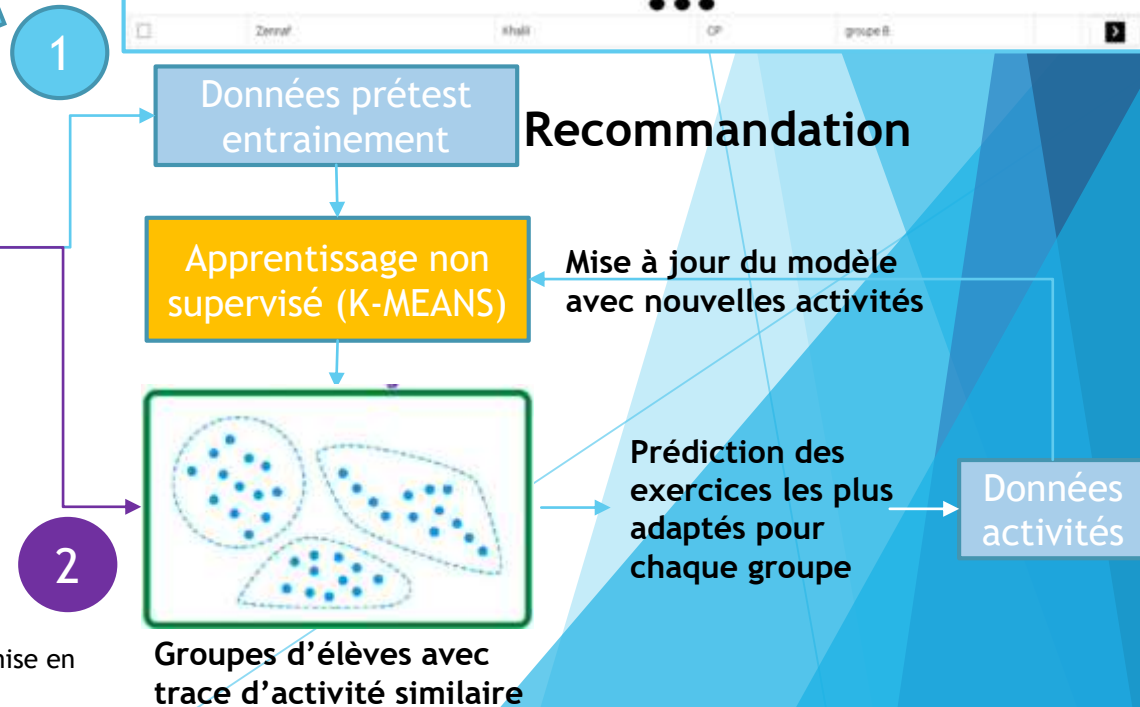 Zennaf Khalil CP groupe B
1
Données prétest
entrainement
Recommandation
Apprentissage non
supervisé (K-MEANS)
Mise à jour du modèle
avec nouvelles activités
Prédiction des
exercices les plus
adaptés pour
chaque groupe
Données
activités
2
nise en
Groupes d’élèves avec
trace d’activité similaire